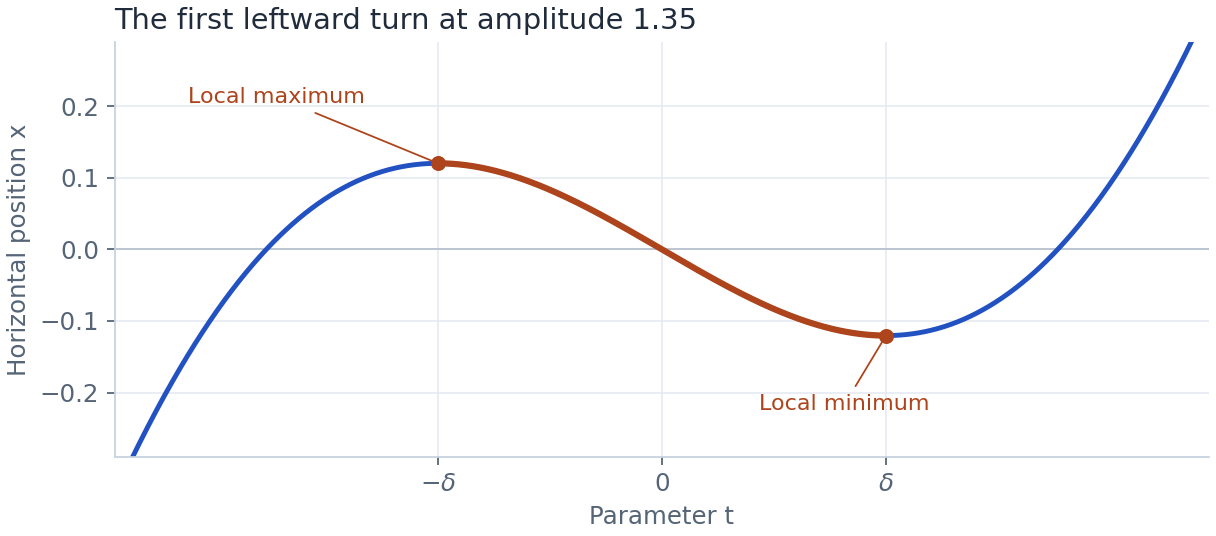 The first leftward turn at amplitude 1.35
Horizontal position x
0.2
0.1
0.0
−0.1
−0.2
Local maximum
Local minimum
−δ
0
δ
Parameter t